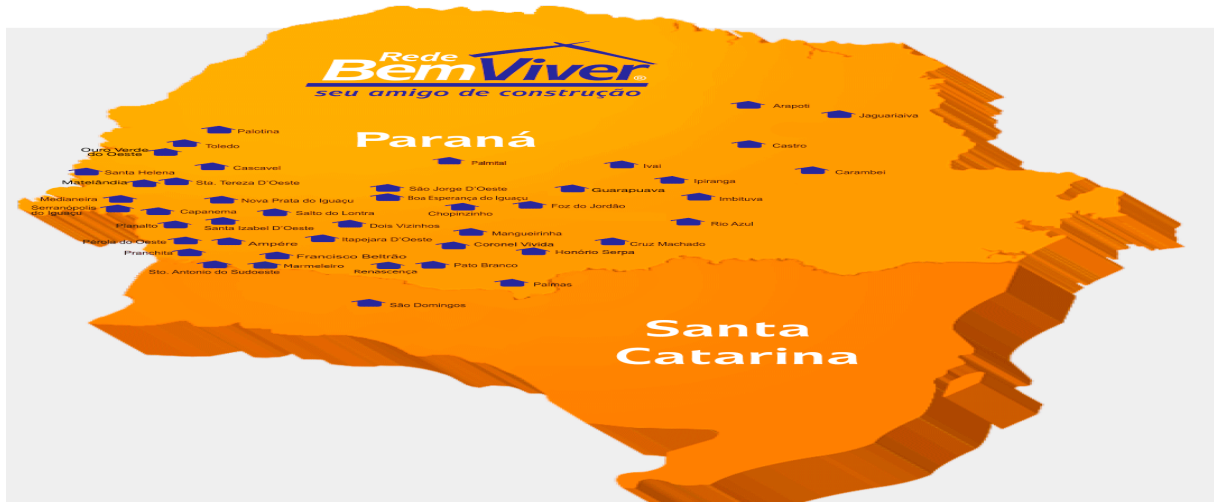 Rede
BemViver®
seu amigo de construção
Paraná
Arapoti
Jaguariaiva
Palotina
Toledo
Ouro Verde
do Oeste
Castro
Palmital
Ivaí
Cascavel
Santa Helena
Carambeí
Matelândia
Sta. Tereza D'Oeste
Ipiranga
São Jorge D'Oeste
Guarapuava
Medianeira
Nova Prata do Iguaçu
Boa Esperança do Iguaçu
Imbituva
Serranópolis
do Iguaçu
Capanema
Salto do Lontra
Chopinzinho
Foz do Jordão
Planalto
Santa Izabel D'Oeste
Dois Vizinhos
Rio Azul
Mangueirinha
Pérola do Oeste
Ampére
Itapejara D'Oeste
Coronel Vivida
Cruz Machado
Pranchita
Francisco Beltrão
Honório Serpa
Sto. Antonio do Sudoeste
Marmeleiro
Renascença
Pato Branco
Palmas
São Domingos
Santa
Catarina